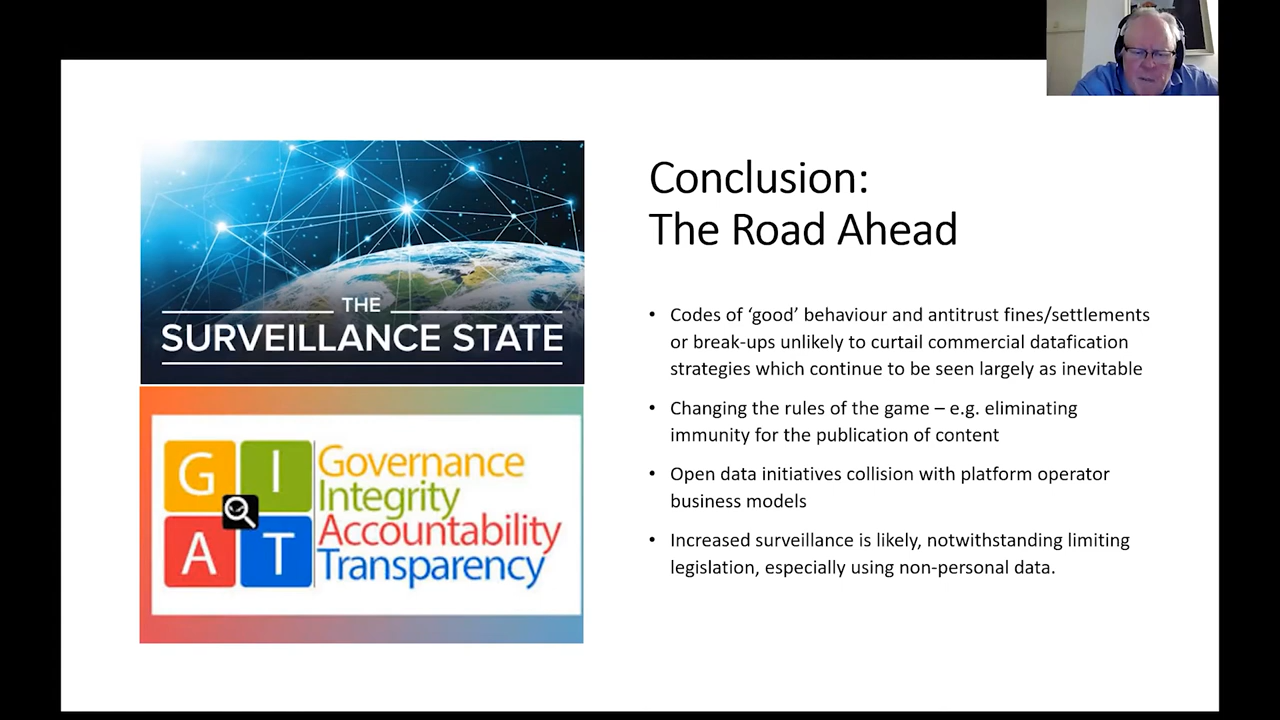 THE
SURVEILLANCE STATE
G I
A T
Governance
Integrity
Accountability
Transparency
Conclusion:
The Road Ahead
• Codes of ‘good’ behaviour and antitrust fines/settlements
or break-ups unlikely to curtail commercial datafication
strategies which continue to be seen largely as inevitable
• Changing the rules of the game – e.g. eliminating
immunity for the publication of content
• Open data initiatives collision with platform operator
business models
• Increased surveillance is likely, notwithstanding limiting
legislation, especially using non-personal data.